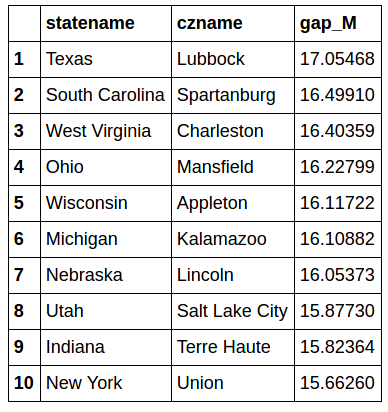 statename czname gap_M
1 Texas Lubbock 17.05468
2 South Carolina Spartanburg 16.49910
3 West Virginia Charleston 16.40359
4 Ohio Mansfield 16.22799
5 Wisconsin Appleton 16.11722
6 Michigan Kalamazoo 16.10882
7 Nebraska Lincoln 16.05373
8 Utah Salt Lake City 15.87730
9 Indiana Terre Haute 15.82364
10 New York Union 15.66260